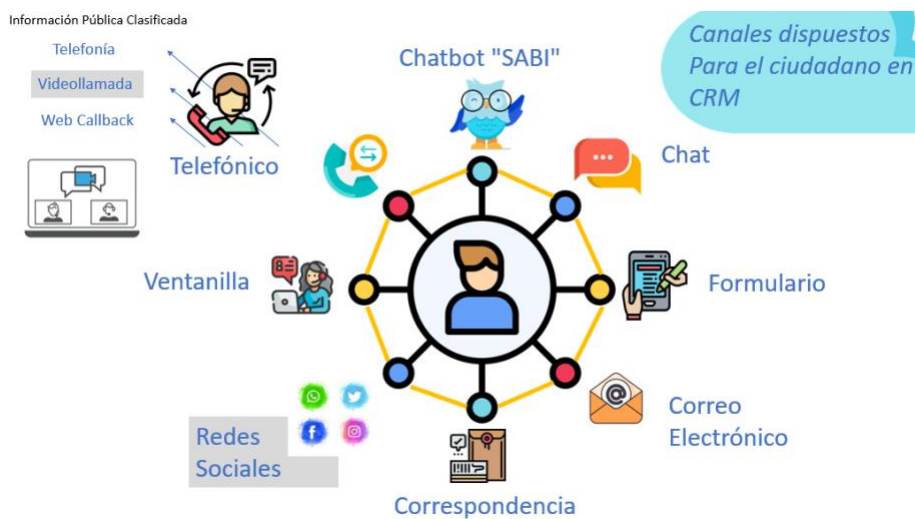 Información Pública Clasificada
Telefonía
Videollamada
Web Callback
Telefónico
Chatbot "SABI"
Canales dispuestos
Para el ciudadano en
CRM
Chat
Ventanilla
Formulario
Redes
Sociales
Correo
Electrónico
Correspondencia